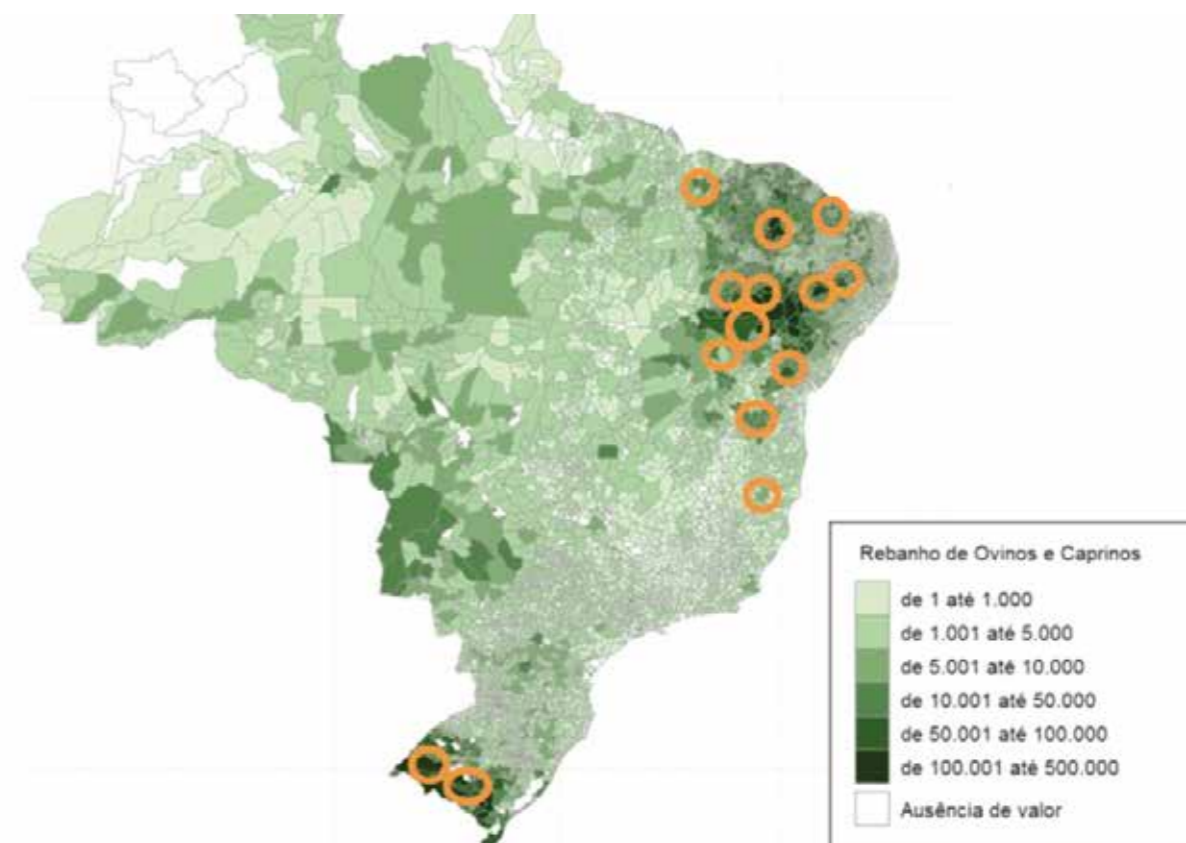 Rebanho de Ovinos e Caprinos
de 1 até 1.000
de 1.001 até 5.000
de 5.001 até 10.000
de 10.001 até 50.000
de 50.001 até 100.000
de 100.001 até 500.000
Ausência de valor